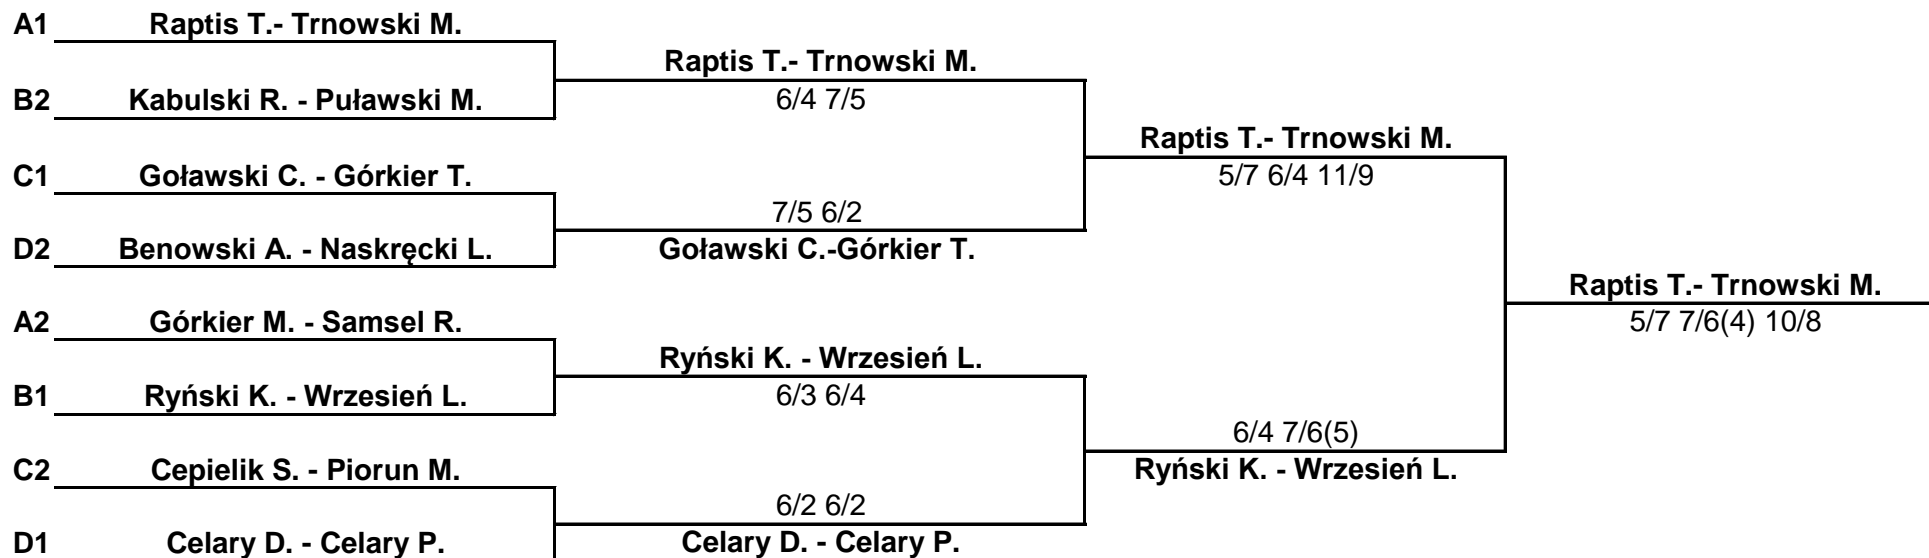 A1 Raptis T.- Trnowski M.
Raptis T.- Trnowski M.
B2 Kabulski R. - Puławski M.
6/4 7/5
Raptis T.- Trnowski M.
C1 Goławski C. - Górkier T.
5/7 6/4 11/9
7/5 6/2
D2 Benowski A. - Naskręcki L.
Goławski C.-Górkier T.
Raptis T.- Trnowski M.
A2 Górkier M. - Samsel R.
5/7 7/6(4) 10/8
Ryński K. - Wrzesień L.
B1 Ryński K. - Wrzesień L.
6/3 6/4
6/4 7/6(5)
C2 Cepielik S. - Piorun M.
Ryński K. - Wrzesień L.
6/2 6/2
D1 Celary D. - Celary P.
Celary D. - Celary P.